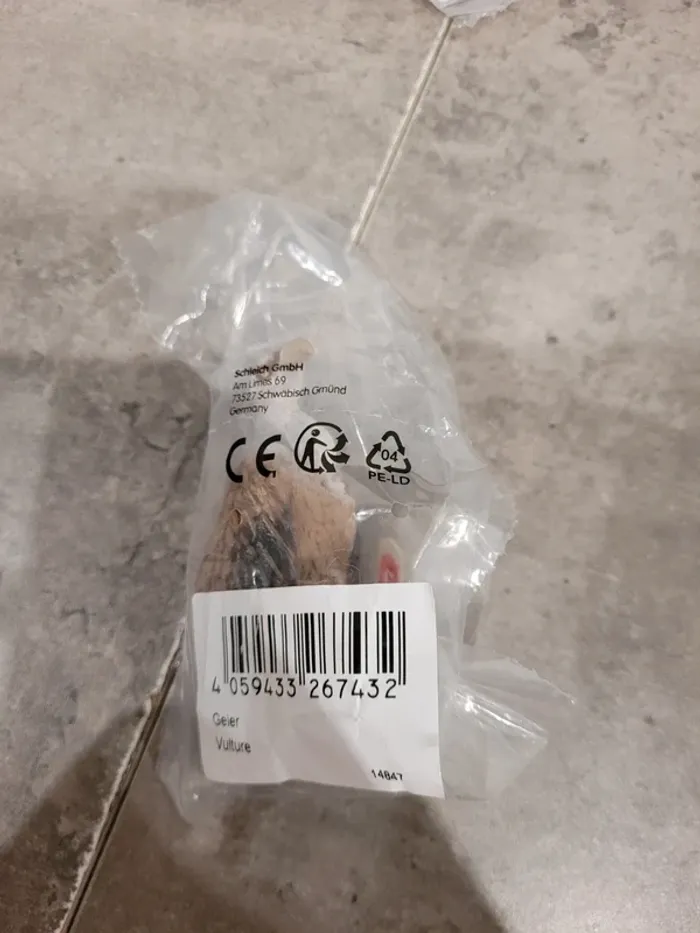 Schleich GmbH
Am Limes 69
73527 Schwäbisch Gmünd
Germany
CE
04
PE-LD
4 059433 267432
Geier
Vulture
14847